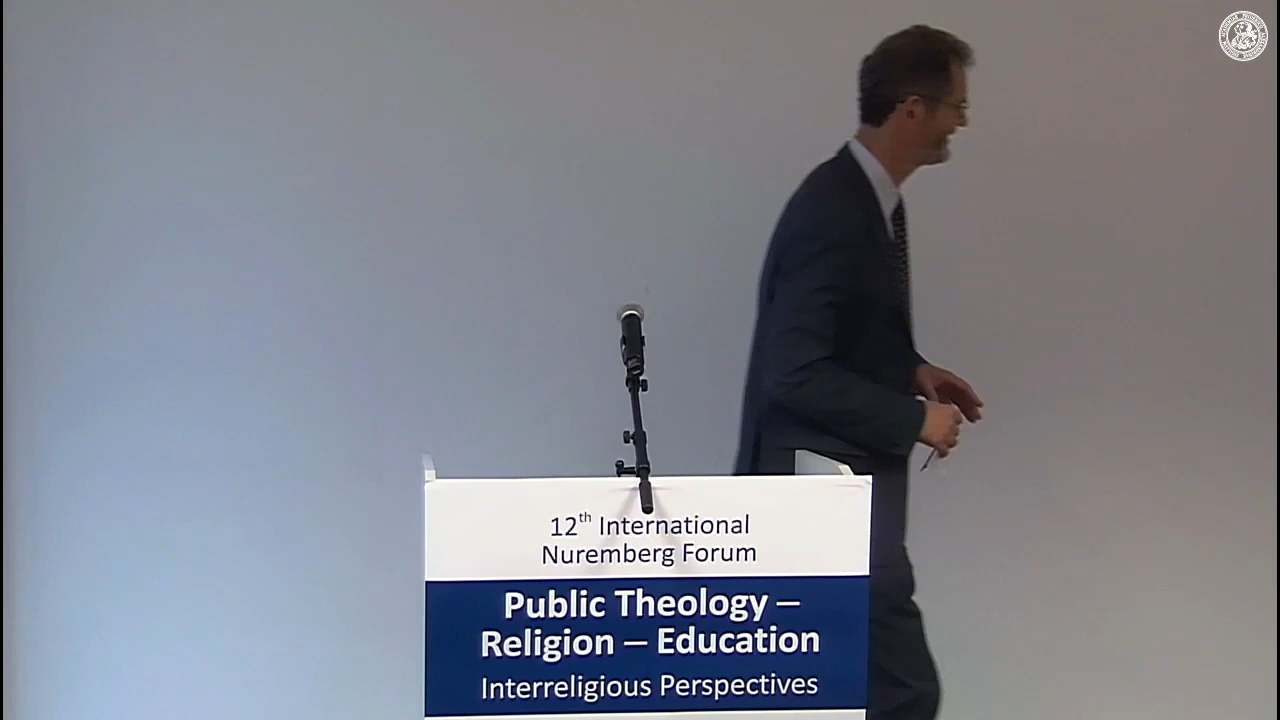 12th International
Nuremberg Forum
Public Theology –
Religion – Education
Interreligious Perspectives